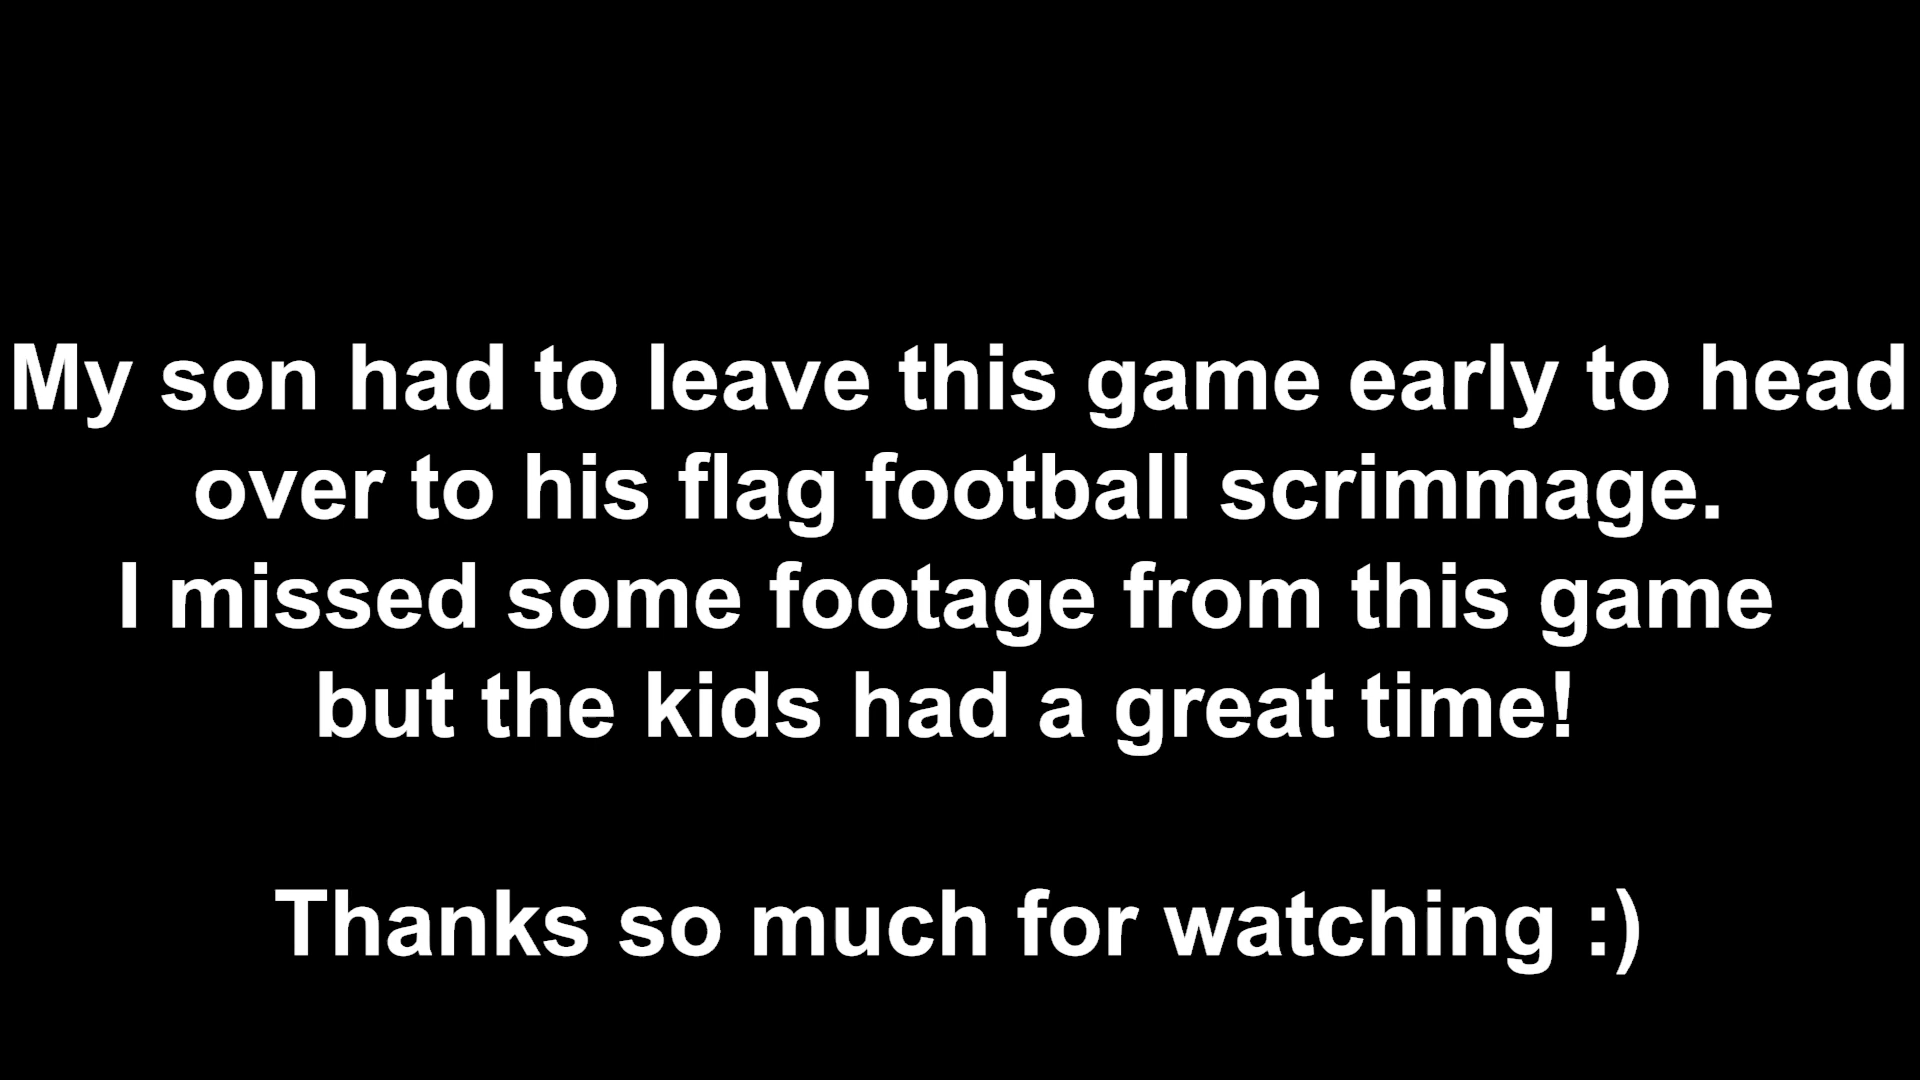 My son had to leave this game early to head
over to his flag football scrimmage.
I missed some footage from this game
but the kids had a great time!
Thanks so much for watching :)